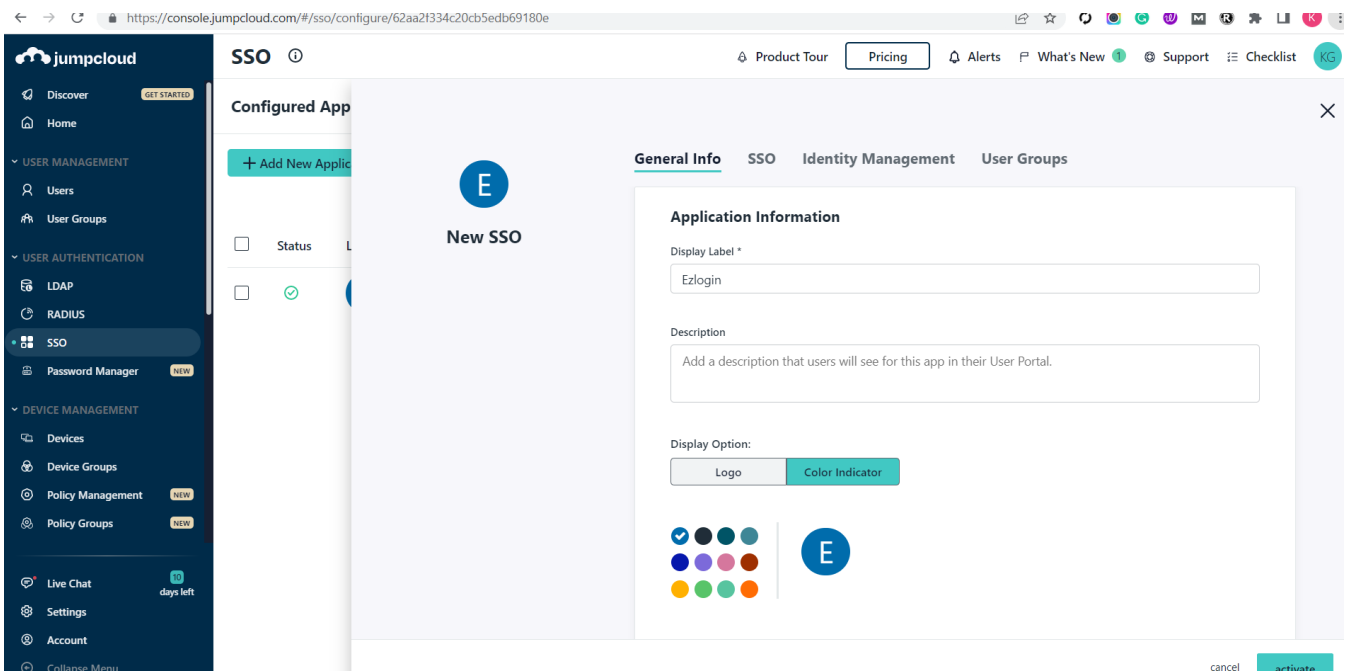 https://console.jumpcloud.com/#/sso/configure/62aa2f334c20cb5edb69180e
K
jumpcloud
SSO
Product Tour
Pricing
Alerts
What's New 1
Support
Checklist
KG
Discover GET STARTED
Home
USER MANAGEMENT
Users
User Groups
USER AUTHENTICATION
LDAP
RADIUS
SSO
Password Manager NEW
DEVICE MANAGEMENT
Devices
Device Groups
Policy Management NEW
Policy Groups NEW
Live Chat 10
days left
Settings
Account
Collapse Menu
Configured App
+ Add New Applic
Status L
E
New SSO
General Info SSO Identity Management User Groups
Application Information
Display Label *
Ezlogin
Description
Add a description that users will see for this app in their User Portal.
Display Option:
Logo Color Indicator
E
cancel activate